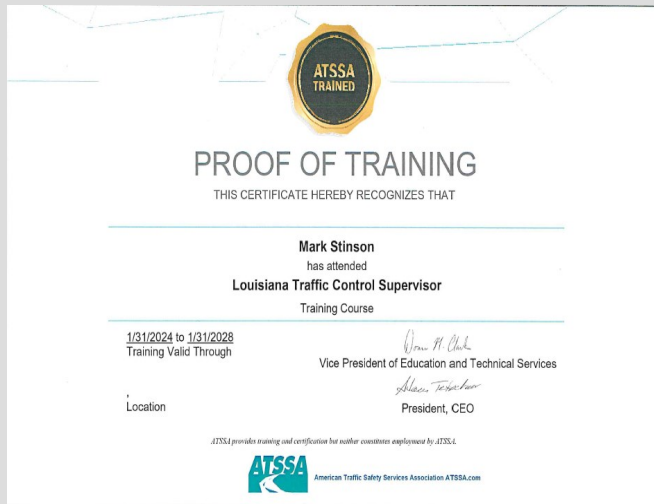 ATSSA
TRAINED
PROOF OF TRAINING
THIS CERTIFICATE HEREBY RECOGNIZES THAT
Mark Stinson
has attended
Louisiana Traffic Control Supervisor
Training Course
1/31/2024 to 1/31/2028
Training Valid Through
Vice President of Education and Technical Services
,
Location
President, CEO
ATSSA provides training and certification but neither constitutes employment by ATSSA.
ATSSA
American Traffic Safety Services Association ATSSA.com